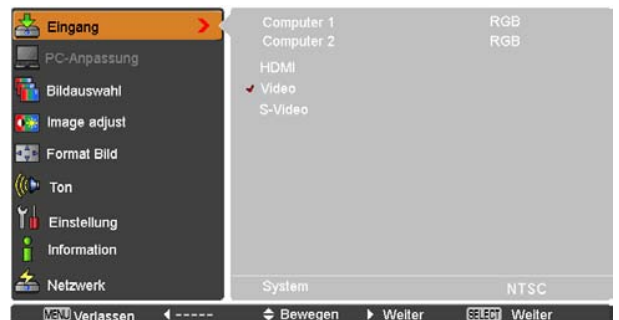 Eingang
PC-Anpassung
Bildauswahl
Image adjust
Format Bild
Ton
Einstellung
Information
Netzwerk
Computer 1 RGB
Computer 2 RGB
HDMI
Video
S-Video
System NTSC
MENU Verlassen ----- Bewegen Weiter SELECT Weiter